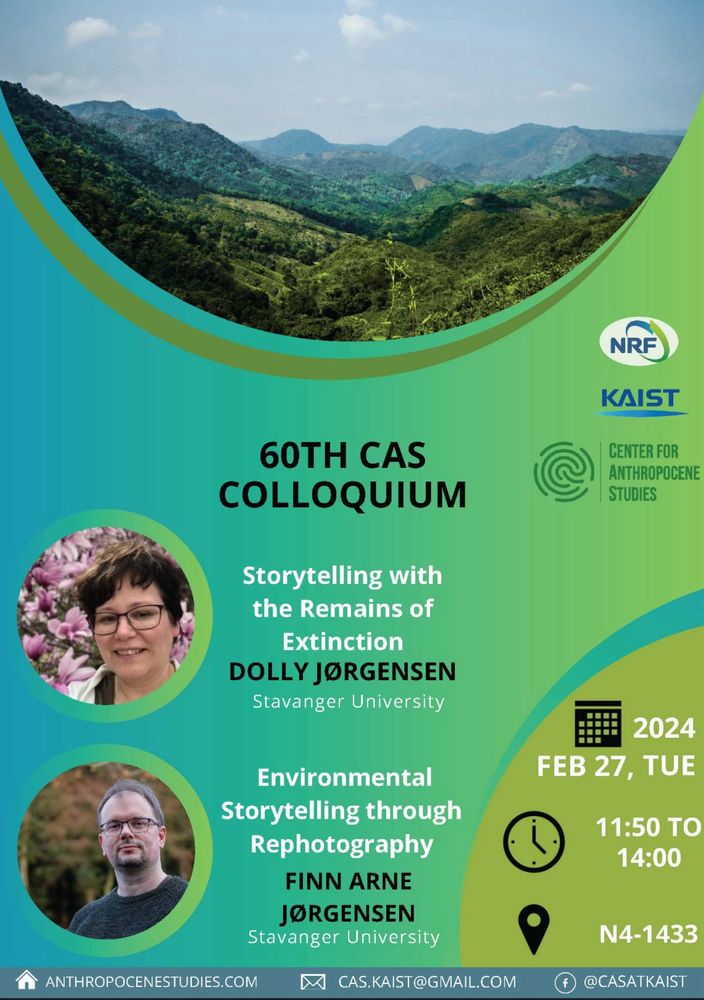 NRF
KAIST
CENTER FOR
ANTHROPOCENE
STUDIES
60TH CAS
COLLOQUIUM
Storytelling with
the Remains of
Extinction
DOLLY JØRGENSEN
Stavanger University
Environmental
Storytelling through
Rephotography
FINN ARNE
JØRGENSEN
Stavanger University
2024
FEB 27, TUE
11:50 TO
14:00
N4-1433
ANTHROPOCENESTUDIES.COM
CAS.KAIST@GMAIL.COM
@CASATKAIST